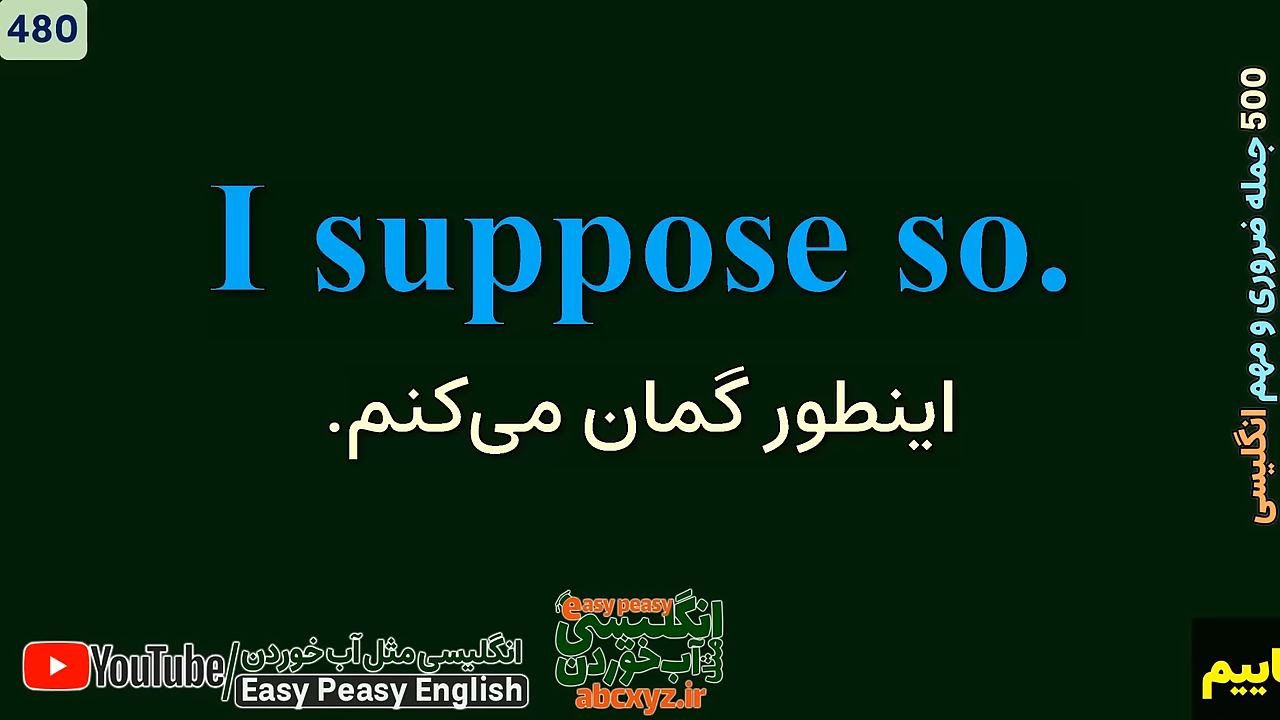 480
I suppose so.
اینطور گمان می‌کنم.
500 جمله ضروری و مهم انگلیسی
YouTube/انگلیسی مثل آب خوردن
Easy Peasy English
easy peasy
انگلیسی
مثل آب خوردن
abcxyz.ir